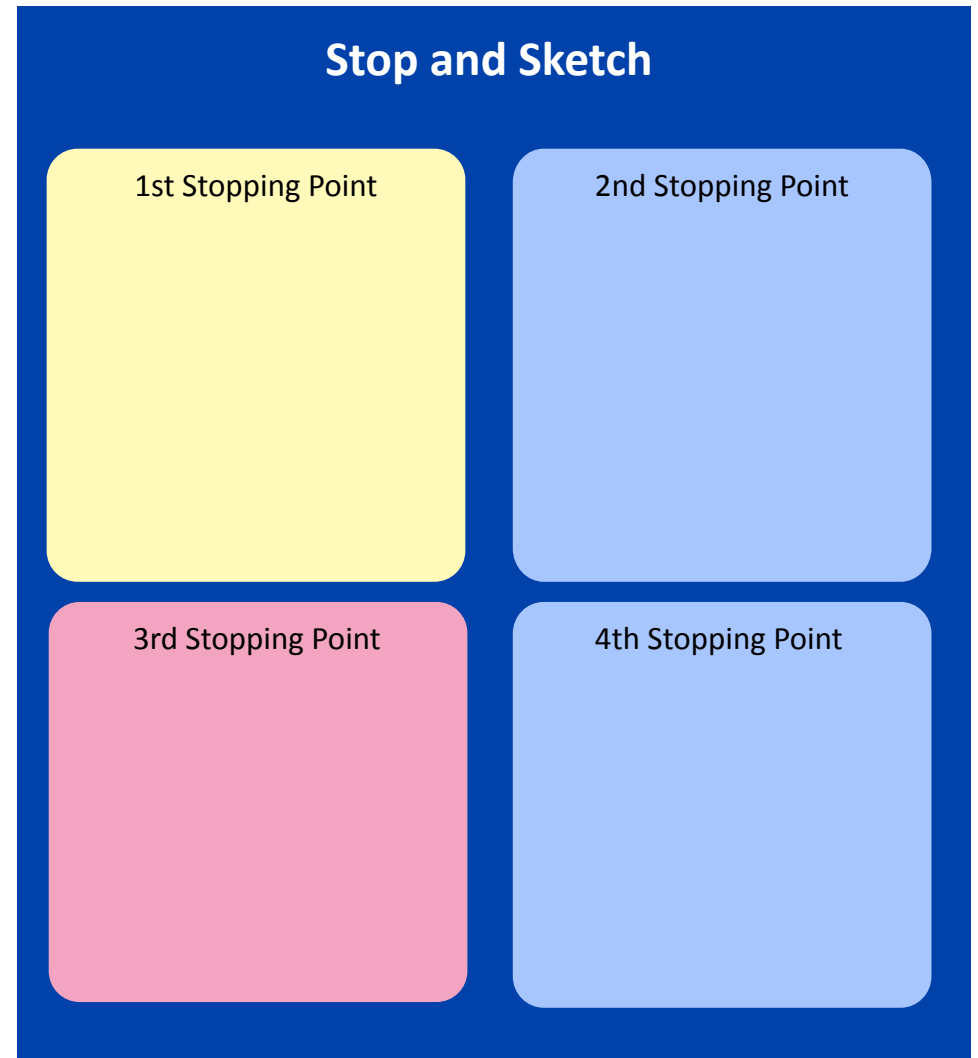 Stop and Sketch
1st Stopping Point
2nd Stopping Point
3rd Stopping Point
4th Stopping Point